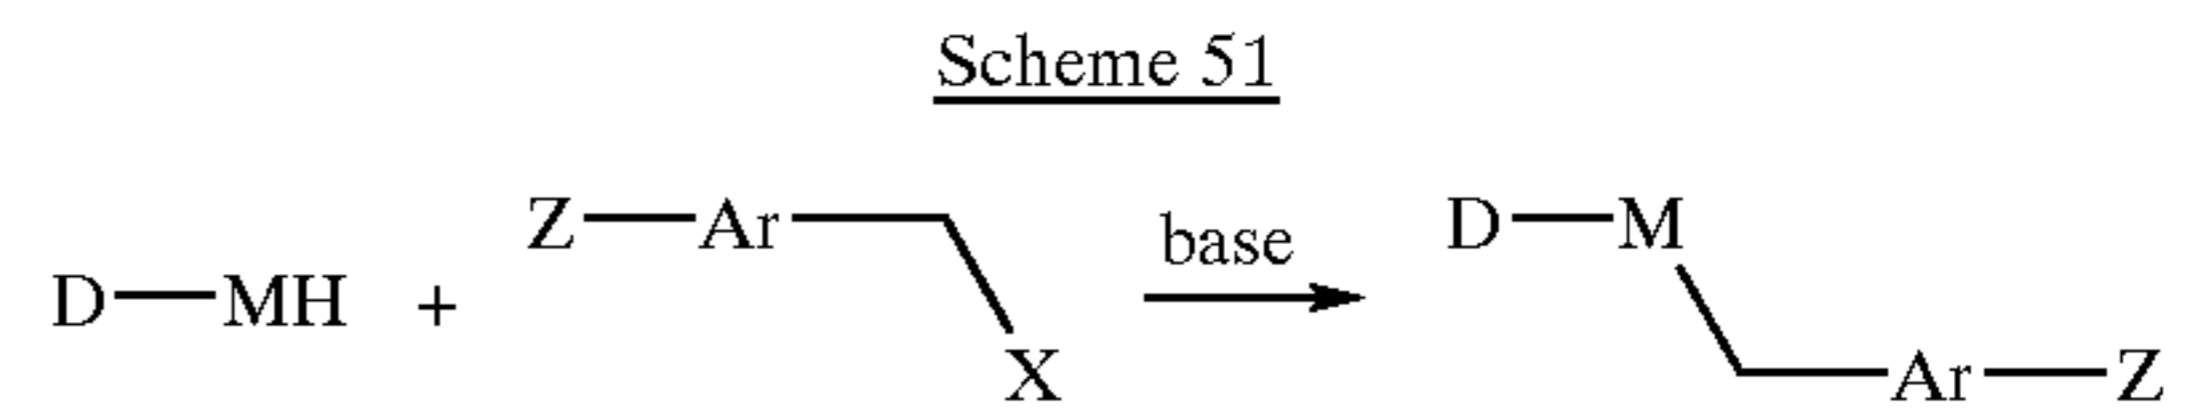 Scheme 51
D—MH + Z—Ar X base D—M Ar—Z